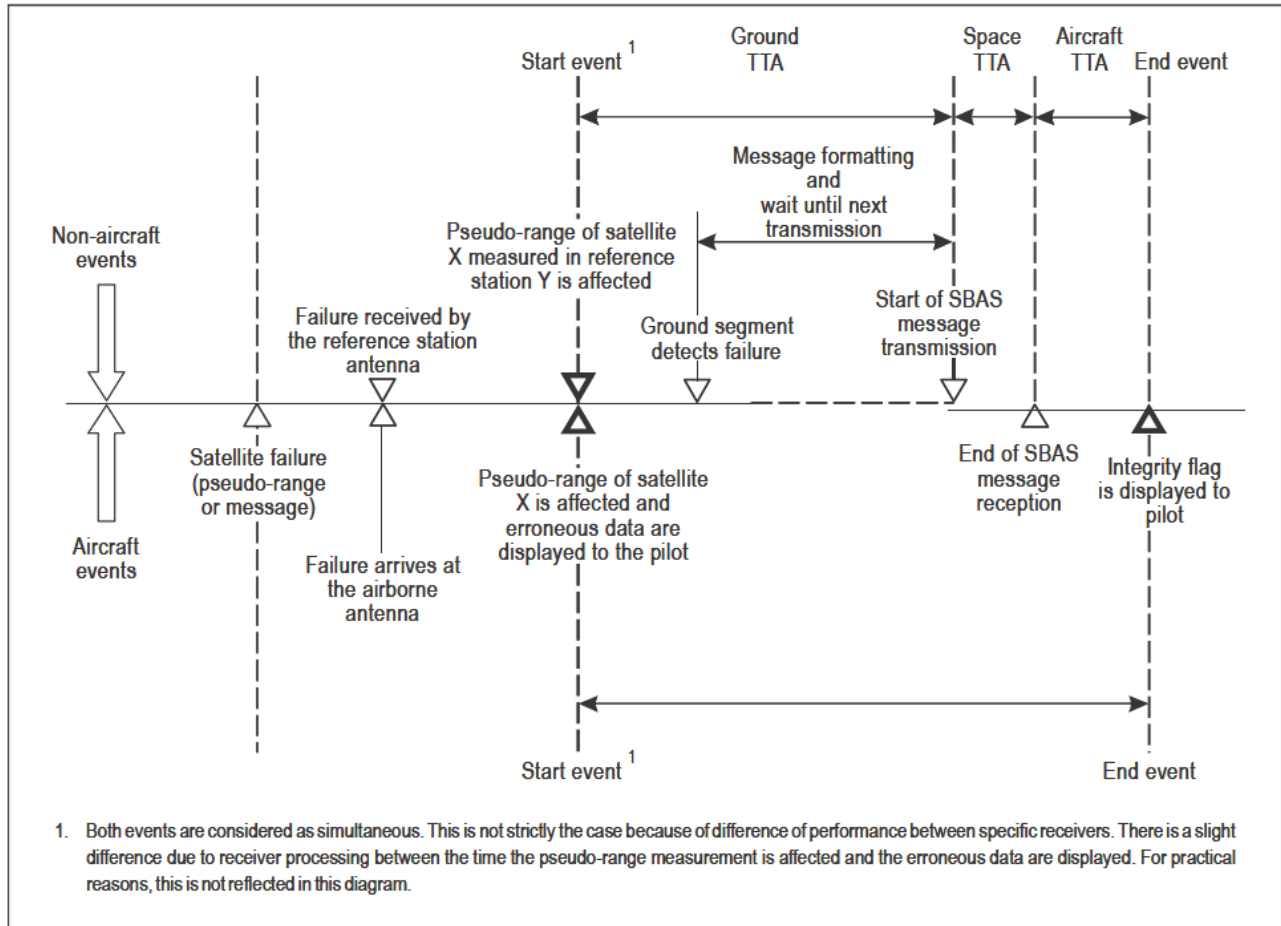 Start event 1
Ground
TTA
Space
TTA
Aircraft
TTA
End event
Message formatting
and
wait until next
transmission
Non-aircraft
events
Pseudo-range of satellite
X measured in reference
station Y is affected
Failure received by
the reference station
antenna
Ground segment
detects failure
Start of SBAS
message
transmission
Aircraft
events
Satellite failure
(pseudo-range
or message)
Failure arrives at
the airborne
antenna
Pseudo-range of satellite
X is affected and
erroneous data are
displayed to the pilot
End of SBAS
message
reception
Integrity flag
is displayed to
pilot
Start event 1
End event
1. Both events are considered as simultaneous. This is not strictly the case because of difference of performance between specific receivers. There is a slight
difference due to receiver processing between the time the pseudo-range measurement is affected and the erroneous data are displayed. For practical
reasons, this is not reflected in this diagram.